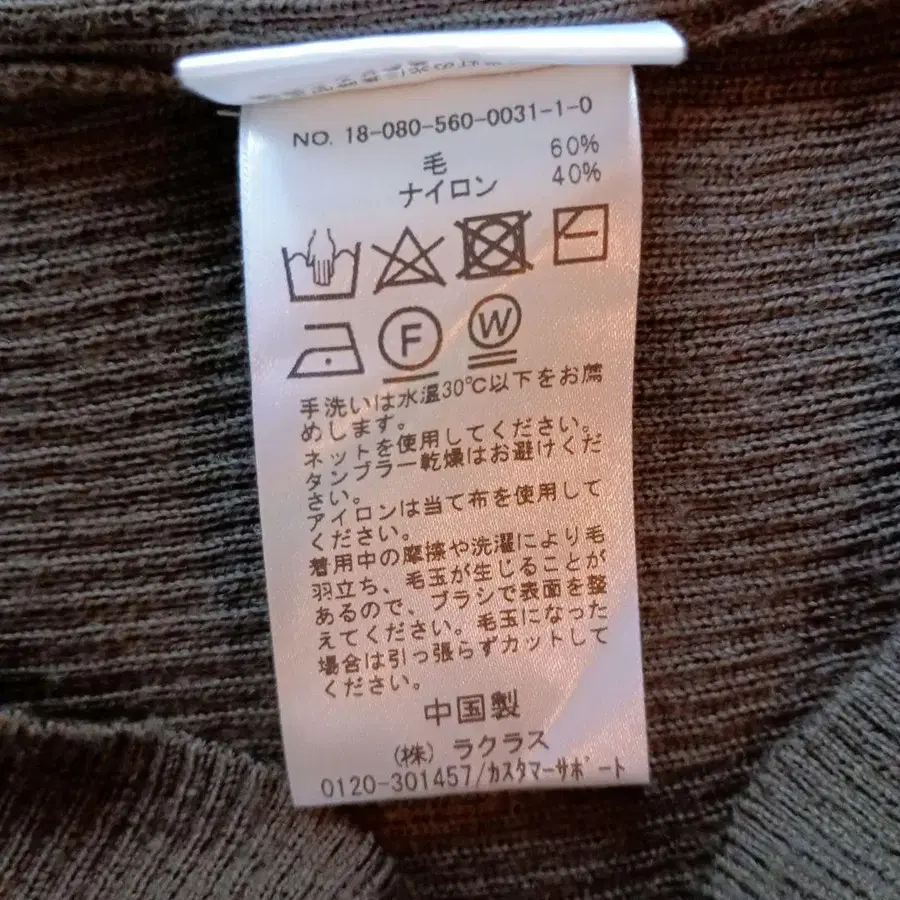 NO. 18-080-560-0031-1-0
毛 60%
ナイロン 40%
F W
手洗いは水温30℃以下をお薦
めします。
ネットを使用してください。
タンブラー乾燥はお避けくだ
さい。
アイロンは当て布を使用して
ください。
着用中の摩擦や洗濯により毛
羽立ち、毛玉が生じることが
あるので、ブラシで表面を整
えてください。毛玉になった
場合は引っ張らずカットして
ください。
中国製
(株) ラクラス
0120-301457/カスタマーサポート